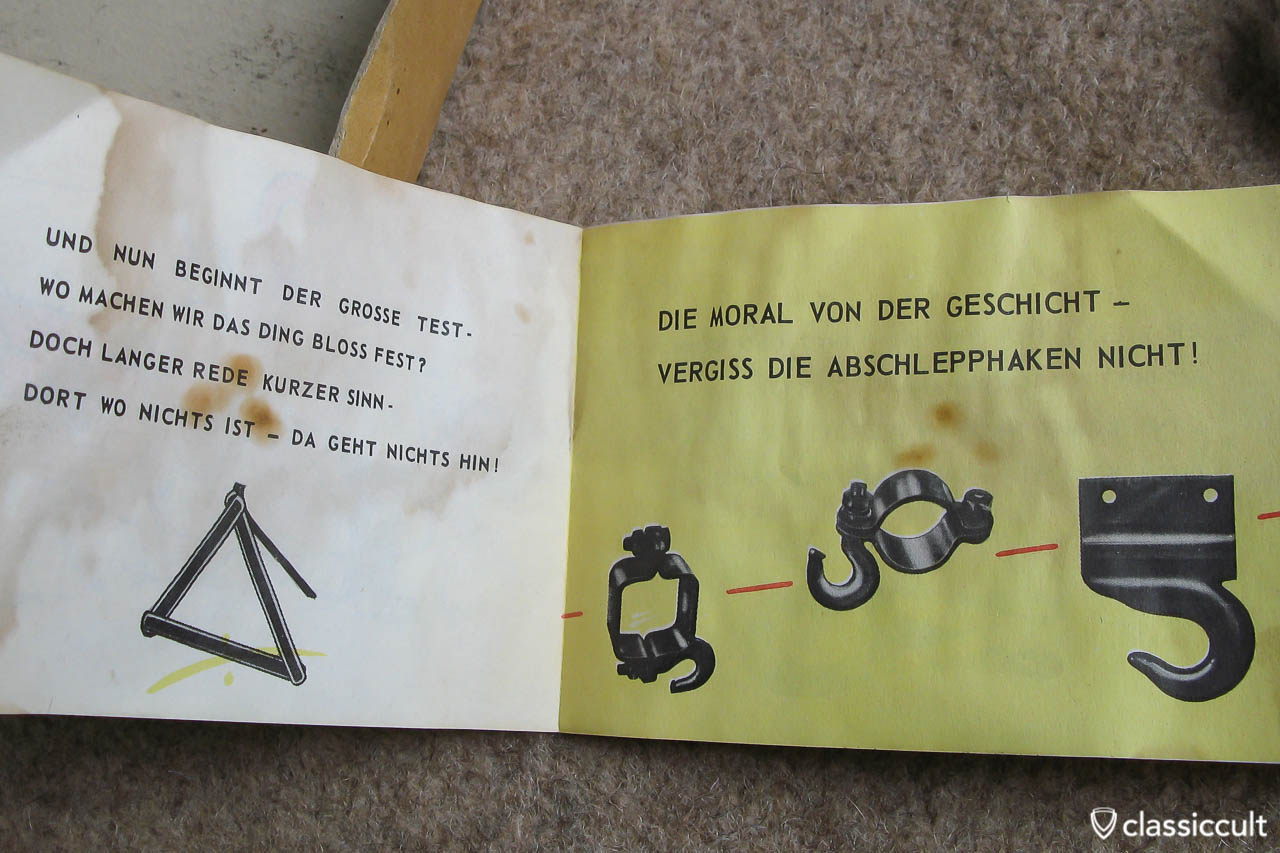 UND NUN BEGINNT DER GROSSE TEST-
WO MACHEN WIR DAS DING BLOSS FEST?
DOCH LANGER REDE KURZER SINN-
DORT WO NICHTS IST – DA GEHT NICHTS HIN!
DIE MORAL VON DER GESCHICHT –
VERGISS DIE ABSCHLEPPHAKEN NICHT!
classiccult